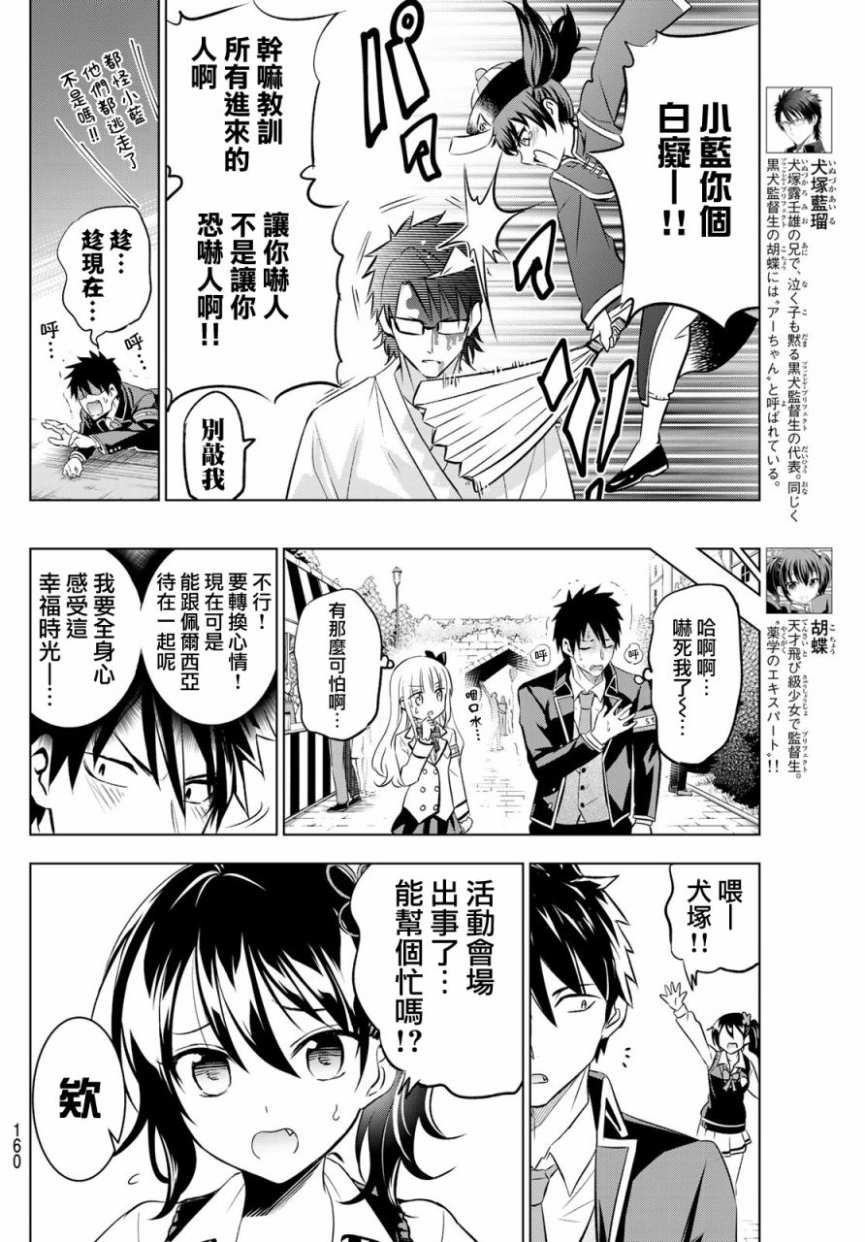 小藍你個
白癡ー!!
幹嘛教訓
所有進來的
人啊
讓你嚇人
不是讓你
恐嚇人啊!!
別敲我
都怪小藍
他們都逃走了
不是嗎!!
趁…
趁現在…
呼…
呼…
犬塚藍瑠
犬塚露壬雄の兄で、泣く子も黙る黒犬監督生の代表。同じく
黒犬監督生の胡蝶には“アーちゃん”と呼ばれている。
哈啊啊…
嚇死我了〜…
呼
呼
有那麼可怕啊…
嚥口水…
不行!
要轉換心情!
現在可是
能跟佩爾西亞
待在一起呢
我要全身心
感受這
幸福時光ー…
胡蝶
天才飛び級少女で監督生。
“薬学のエキスパート”!!
喂ー
犬塚!!
活動會場
出事了…
能幫個忙嗎!?
欸
160